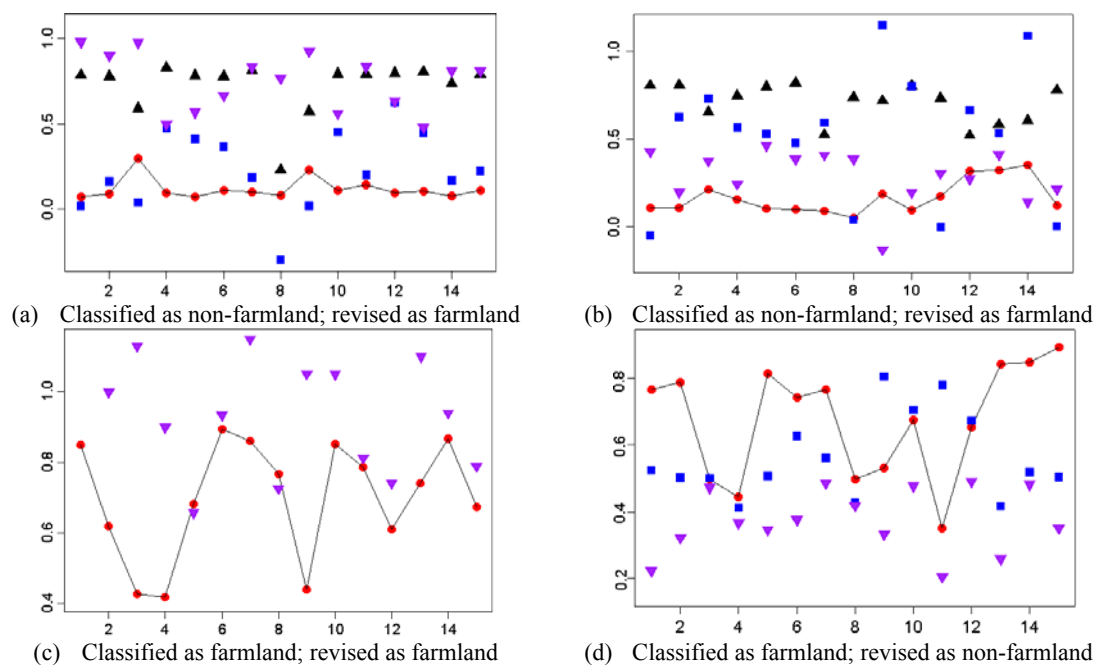 1.0
0.5
0.0
2 4 6 8 10 12 14
(a) Classified as non-farmland; revised as farmland
1.0
0.5
0.0
2 4 6 8 10 12 14
(b) Classified as non-farmland; revised as farmland
1.0
0.8
0.6
0.4
2 4 6 8 10 12 14
(c) Classified as farmland; revised as farmland
0.8
0.6
0.4
0.2
2 4 6 8 10 12 14
(d) Classified as farmland; revised as non-farmland